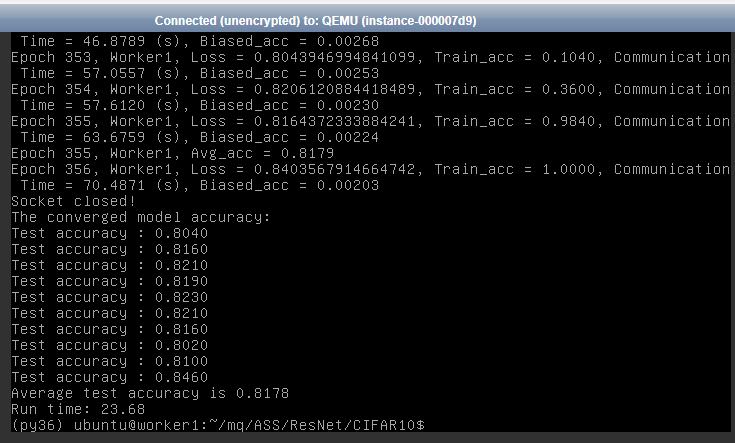 Connected (unencrypted) to: QEMU (instance-000007d9)
Time = 46.8789 (s), Biased_acc = 0.00268
Epoch 353, Worker1, Loss = 0.8043946994841099, Train_acc = 0.1040, Communication
Time = 57.0557 (s), Biased_acc = 0.00253
Epoch 354, Worker1, Loss = 0.8206120884418489, Train_acc = 0.3600, Communication
Time = 57.6120 (s), Biased_acc = 0.00230
Epoch 355, Worker1, Loss = 0.8164372333884241, Train_acc = 0.9840, Communication
Time = 63.6759 (s), Biased_acc = 0.00224
Epoch 355, Worker1, Avg_acc = 0.8179
Epoch 356, Worker1, Loss = 0.8403567914664742, Train_acc = 1.0000, Communication
Time = 70.4871 (s), Biased_acc = 0.00203
Socket closed!
The converged model accuracy:
Test accuracy : 0.8040
Test accuracy : 0.8160
Test accuracy : 0.8210
Test accuracy : 0.8190
Test accuracy : 0.8230
Test accuracy : 0.8210
Test accuracy : 0.8160
Test accuracy : 0.8020
Test accuracy : 0.8100
Test accuracy : 0.8460
Average test accuracy is 0.8178
Run time: 23.68
(py36) ubuntu@worker1:~/mq/ASS/ResNet/CIFAR10$